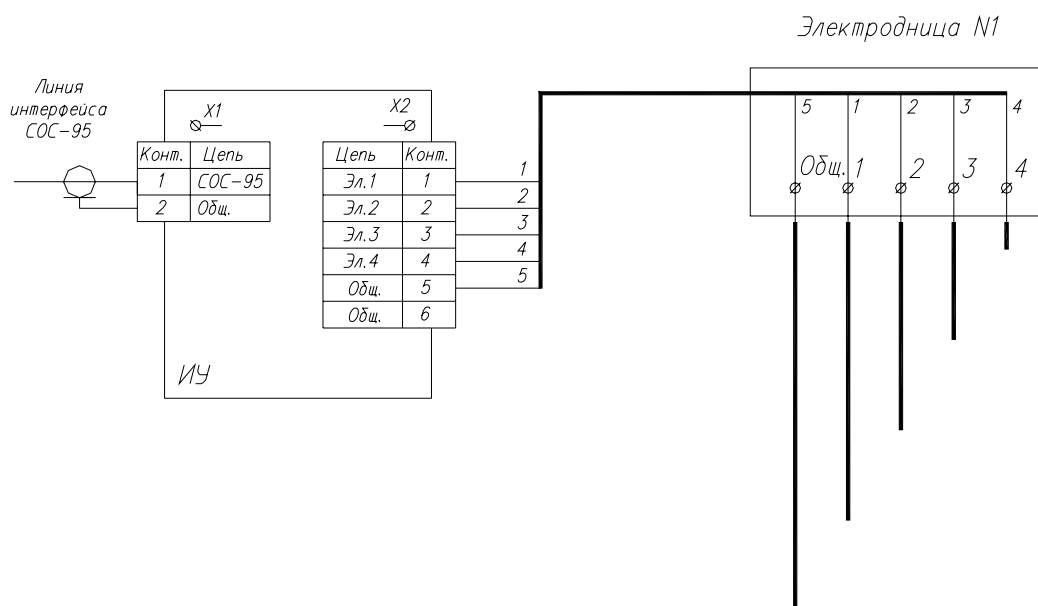 Электродница N1
Линия
интерфейса
СОС-95
X1
X2
Конт. Цепь
1 СОС-95
2 Общ.
Цепь Конт.
Эл.1 1
Эл.2 2
Эл.3 3
Эл.4 4
Общ. 5
Общ. 6
1
2
3
4
5
5 1 2 3 4
Общ. 1 2 3 4
ИУ